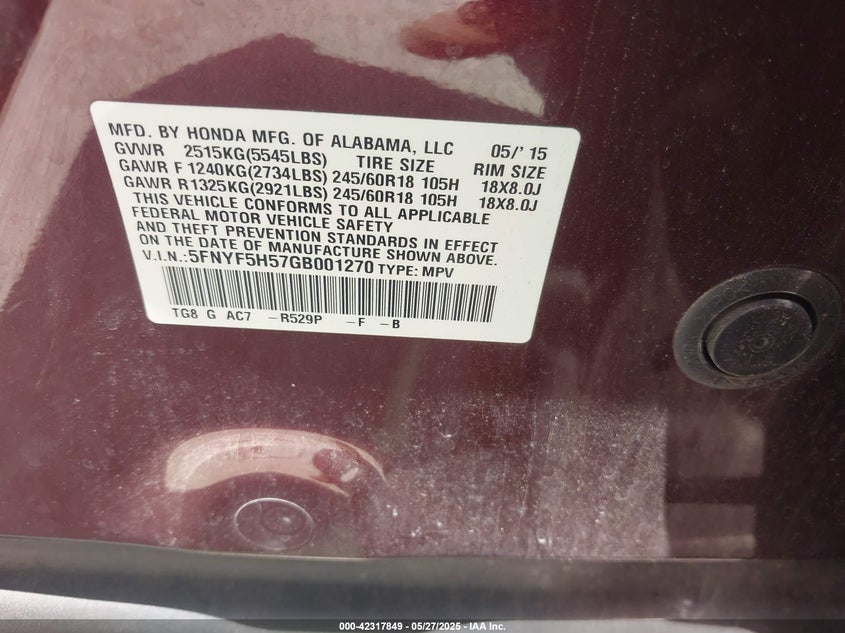 MFD. BY HONDA MFG. OF ALABAMA, LLC 05/' 15
GVWR 2515KG(5545LBS) TIRE SIZE RIM SIZE
GAWR F 1240KG(2734LBS) 245/60R18 105H 18X8.0J
GAWR R1325KG(2921LBS) 245/60R18 105H 18X8.0J
THIS VEHICLE CONFORMS TO ALL APPLICABLE
FEDERAL MOTOR VEHICLE SAFETY
AND THEFT PREVENTION STANDARDS IN EFFECT
ON THE DATE OF MANUFACTURE SHOWN ABOVE.
V.I.N.:5FNYF5H57GB001270 TYPE: MPV
TG8 G AC7 -R529P -F -B
000-42317849 - 05/27/2025 - IAA Inc.